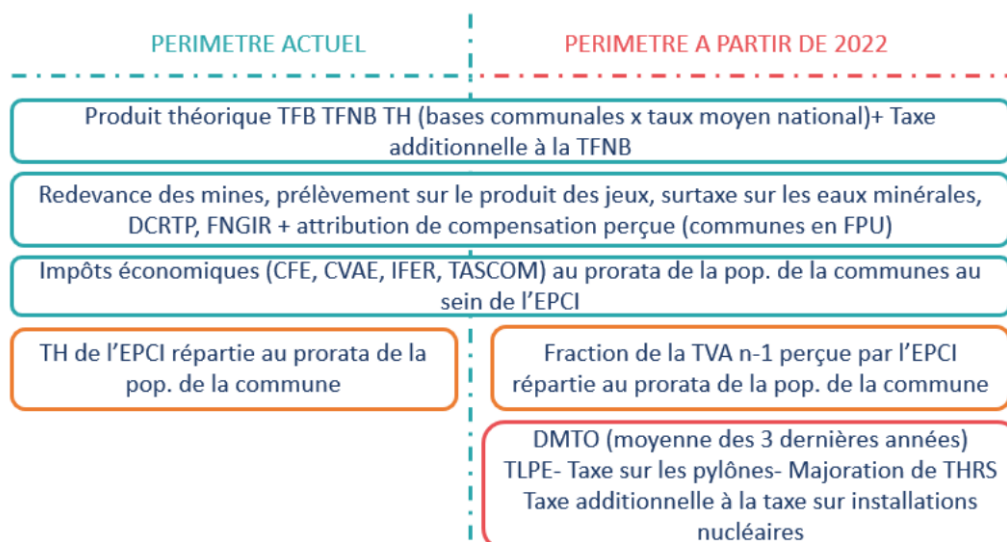 PERIMETRE ACTUEL
PERIMETRE A PARTIR DE 2022
Produit théorique TFB TFNB TH (bases communales x taux moyen national)+ Taxe
additionnelle à la TFNB
Redevance des mines, prélèvement sur le produit des jeux, surtaxe sur les eaux minérales,
DCRTP, FNGIR + attribution de compensation perçue (communes en FPU)
Impôts économiques (CFE, CVAE, IFER, TASCOM) au prorata de la pop. de la communes au
sein de l'EPCI
TH de l'EPCI répartie au prorata de la
pop. de la commune
Fraction de la TVA n-1 perçue par l'EPCI
répartie au prorata de la pop. de la commune
DMTO (moyenne des 3 dernières années)
TLPE- Taxe sur les pylônes- Majoration de THRS
Taxe additionnelle à la taxe sur installations
nucléaires